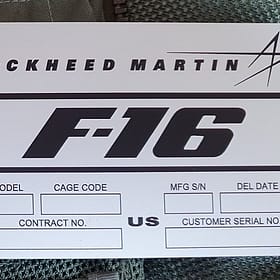 CKHEED MARTIN
F-16
ODEL CAGE CODE MFG S/N DEL DATE
CONTRACT NO. US CUSTOMER SERIAL NO